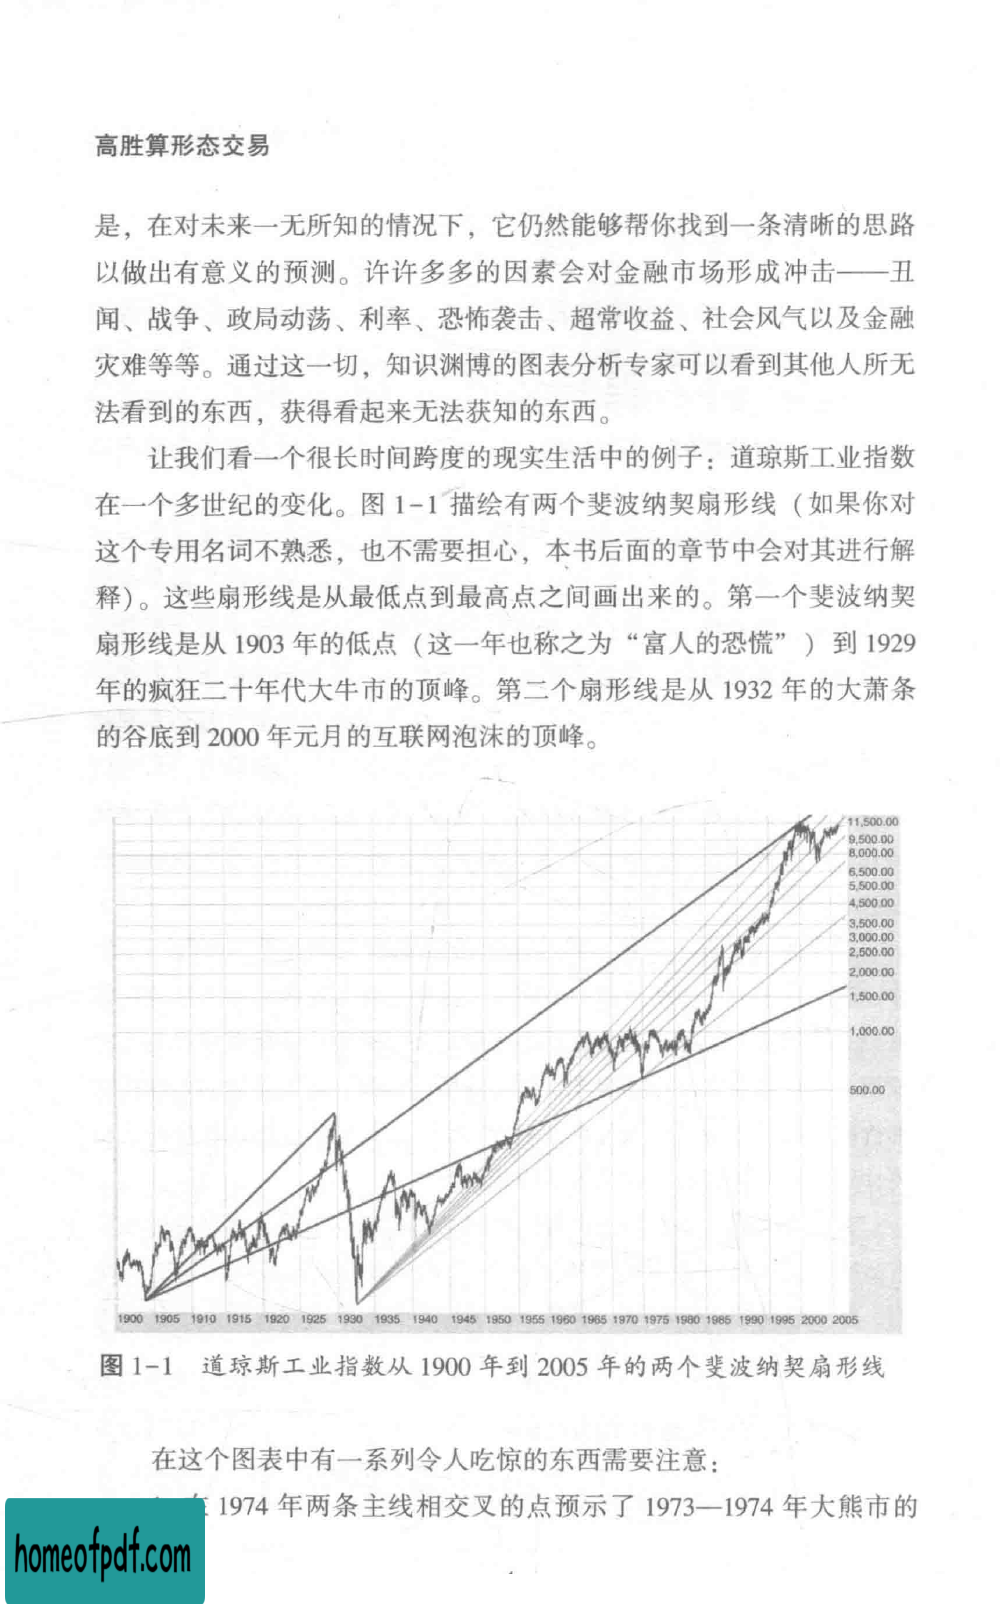 高胜算形态交易
是，在对未来一无所知的情况下，它仍然能够帮你找到一条清晰的思路
以做出有意义的预测。许许多多的因素会对金融市场形成冲击——丑
闻、战争、政局动荡、利率、恐怖袭击、超常收益、社会风气以及金融
灾难等等。通过这一切，知识渊博的图表分析专家可以看到其他人所无
法看到的东西，获得看起来无法获知的东西。
让我们看一个很长时间跨度的现实生活中的例子：道琼斯工业指数
在一个多世纪的变化。图 1-1 描绘有两个斐波纳契扇形线（如果你对
这个专用名词不熟悉，也不需要担心，本书后面的章节中会对其进行解
释）。这些扇形线是从最低点到最高点之间画出来的。第一个斐波纳契
扇形线是从 1903 年的低点（这一年也称之为“富人的恐慌”）到 1929
年的疯狂二十年代大牛市的顶峰。第二个扇形线是从 1932 年的大萧条
的谷底到 2000 年元月的互联网泡沫的顶峰。
11,500.00
9,500.00
8,000.00
6,500.00
5,500.00
4,500.00
3,500.00
3,000.00
2,500.00
2,000.00
1,500.00
1,000.00
500.00
1900 1905 1910 1915 1920 1925 1930 1935 1940 1945 1950 1955 1960 1965 1970 1975 1980 1985 1990 1995 2000 2005
图 1-1 道琼斯工业指数从 1900 年到 2005 年的两个斐波纳契扇形线
在这个图表中有一系列令人吃惊的东西需要注意：
1974 年两条主线相交叉的点预示了 1973—1974 年大熊市的
homeofpdf.com